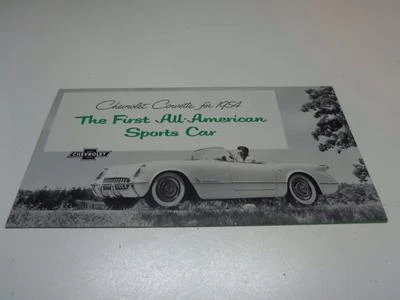 Chevrolet Corvette for 1954
The First All-American
Sports Car
CHEVROLET